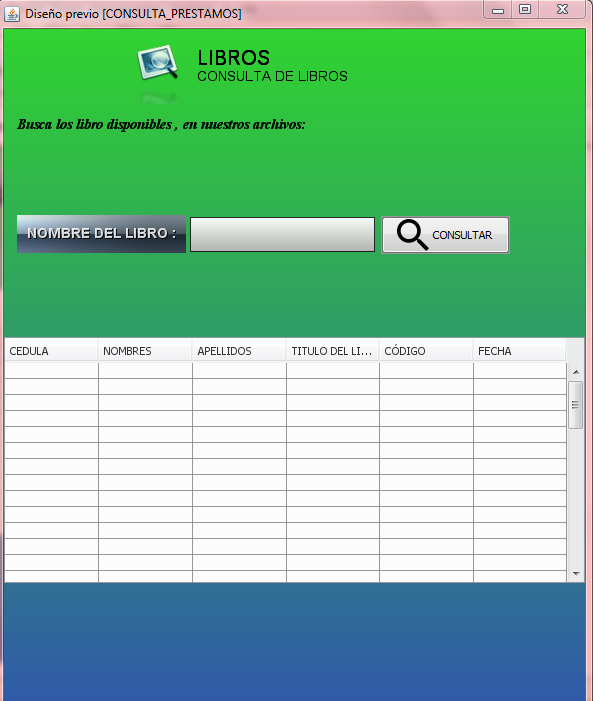 Diseño previo [CONSULTA_PRESTAMOS]
LIBROS
CONSULTA DE LIBROS
Busca los libro disponibles , en nuestros archivos:
NOMBRE DEL LIBRO :
CONSULTAR
CEDULA NOMBRES APELLIDOS TITULO DEL LI... CÓDIGO FECHA